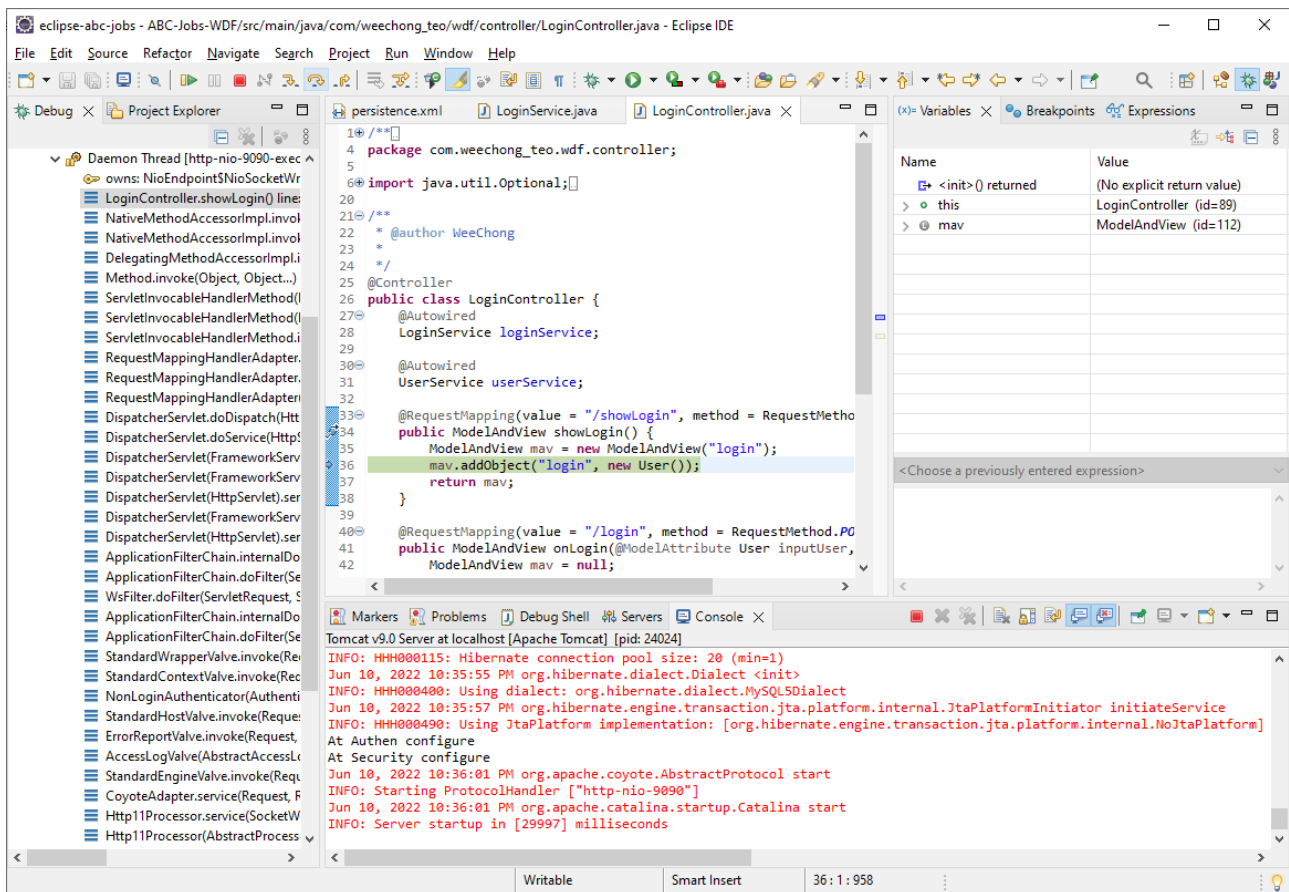 eclipse-abc-jobs - ABC-Jobs-WDF/src/main/java/com/weechong_teo/wdf/controller/LoginController.java - Eclipse IDE
File Edit Source Refactor Navigate Search Project Run Window Help
Debug Project Explorer
Daemon Thread [http-nio-9090-exec
owns: NioEndpoint$NioSocketWr
LoginController.showLogin() line:
NativeMethodAccessorImpl.invok
NativeMethodAccessorImpl.invok
DelegatingMethodAccessorImpl.i
Method.invoke(Object, Object...)
ServletInvocableHandlerMethod(I
ServletInvocableHandlerMethod(I
ServletInvocableHandlerMethod.i
RequestMappingHandlerAdapter.
RequestMappingHandlerAdapter.
RequestMappingHandlerAdapter(
DispatcherServlet.doDispatch(Htt
DispatcherServlet.doService(HttpS
DispatcherServlet(FrameworkServ
DispatcherServlet(FrameworkServ
DispatcherServlet(HttpServlet).ser
DispatcherServlet(FrameworkServ
DispatcherServlet(HttpServlet).ser
ApplicationFilterChain.internalDo
ApplicationFilterChain.doFilter(Se
WsFilter.doFilter(ServletRequest, S
ApplicationFilterChain.internalDo
ApplicationFilterChain.doFilter(Se
StandardWrapperValve.invoke(Rec
StandardContextValve.invoke(Rec
NonLoginAuthenticator(Authenti
StandardHostValve.invoke(Reques
ErrorReportValve.invoke(Request,
AccessLogValve(AbstractAccessLo
StandardEngineValve.invoke(Requ
CoyoteAdapter.service(Request, R
Http11Processor.service(SocketW
Http11Processor(AbstractProcess
persistence.xml LoginService.java LoginController.java
1 /**
4 package com.weechong_teo.wdf.controller;
5
6 import java.util.Optional;
20
21 /**
22 * @author WeeChong
23 *
24 */
25 @Controller
26 public class LoginController {
27 @Autowired
28 LoginService loginService;
29
30 @Autowired
31 UserService userService;
32
33 @RequestMapping(value = "/showLogin", method = RequestMetho
34 public ModelAndView showLogin() {
35 ModelAndView mav = new ModelAndView("login");
36 mav.addObject("login", new User());
37 return mav;
38 }
39
40 @RequestMapping(value = "/login", method = RequestMethod.PO
41 public ModelAndView onLogin(@ModelAttribute User inputUser,
42 ModelAndView mav = null;
(x)= Variables Breakpoints Expressions
Name Value
<init>() returned (No explicit return value)
this LoginController (id=89)
mav ModelAndView (id=112)
<Choose a previously entered expression>
Markers Problems Debug Shell Servers Console
Tomcat v9.0 Server at localhost [Apache Tomcat] [pid: 24024]
INFO: HHH000115: Hibernate connection pool size: 20 (min=1)
Jun 10, 2022 10:35:55 PM org.hibernate.dialect.Dialect <init>
INFO: HHH000400: Using dialect: org.hibernate.dialect.MySQL5Dialect
Jun 10, 2022 10:35:57 PM org.hibernate.engine.transaction.jta.platform.internal.JtaPlatformInitiator initiateService
INFO: HHH000490: Using JtaPlatform implementation: [org.hibernate.engine.transaction.jta.platform.internal.NoJtaPlatform]
At Authen configure
At Security configure
Jun 10, 2022 10:36:01 PM org.apache.coyote.AbstractProtocol start
INFO: Starting ProtocolHandler ["http-nio-9090"]
Jun 10, 2022 10:36:01 PM org.apache.catalina.startup.Catalina start
INFO: Server startup in [29997] milliseconds
Writable Smart Insert 36:1:958